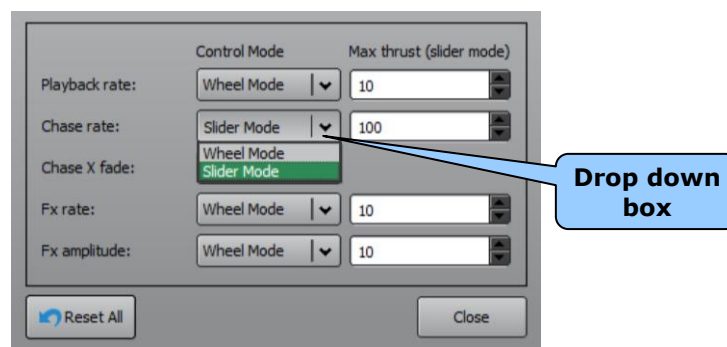 Control Mode Max thrust (slider mode)
Playback rate: Wheel Mode 10
Chase rate: Slider Mode 100
Wheel Mode
Chase X fade: Slider Mode
Fx rate: Wheel Mode 10
Fx amplitude: Wheel Mode 10
Reset All Close
Drop down
box